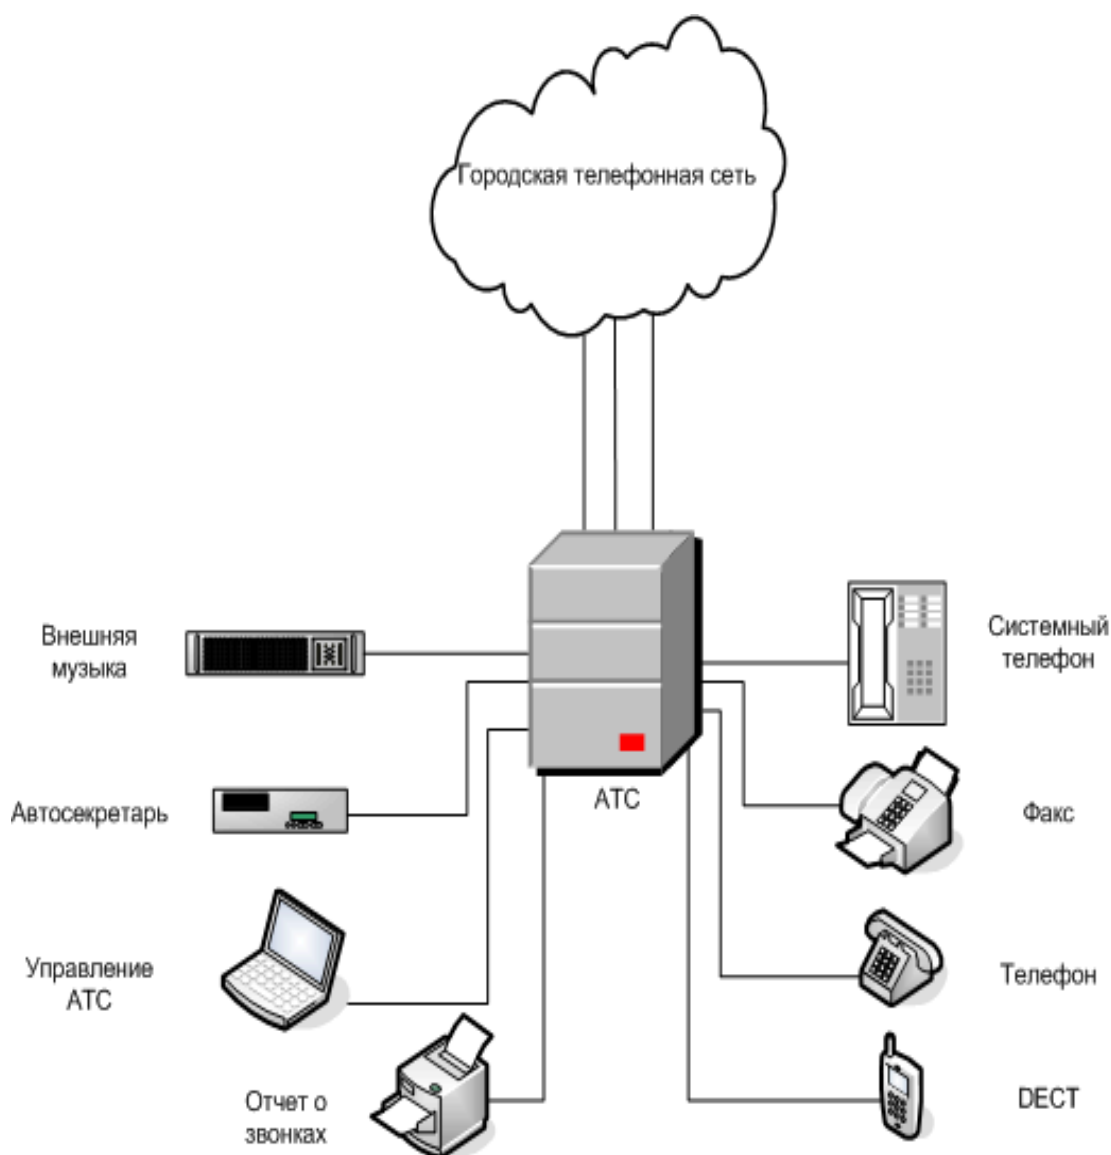 Городская телефонная сеть
Внешняя
музыка
Системный
телефон
АТС
Автосекретарь
Факс
Управление
АТС
Телефон
Отчет о
звонках
DECT